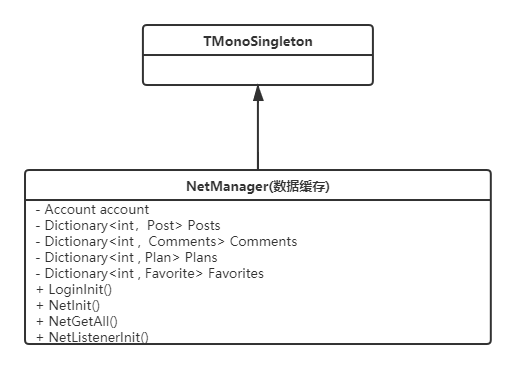 TMonoSingleton
NetManager(数据缓存)
- Account account
- Dictionary<int，Post> Posts
- Dictionary<int , Comments> Comments
- Dictionary<int , Plan> Plans
- Dictionary<int , Favorite> Favorites
+ LoginInit()
+ NetInit()
+ NetGetAll()
+ NetListenerInit()